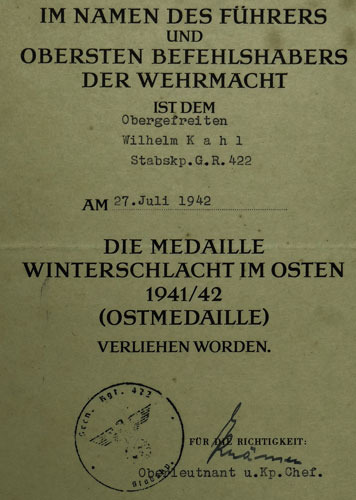 IM NAMEN DES FÜHRERS
UND
OBERSTEN BEFEHLSHABERS
DER WEHRMACHT
IST DEM
Obergefreiten
Wilhelm K a h l
Stabskp.G.R.422
AM 27.Juli 1942
DIE MEDAILLE
WINTERSCHLACHT IM OSTEN
1941/42
(OSTMEDAILLE)
VERLIEHEN WORDEN.
422
FÜR DIE RICHTIGKEIT:
Oberleutnant u.Kp.Chef.